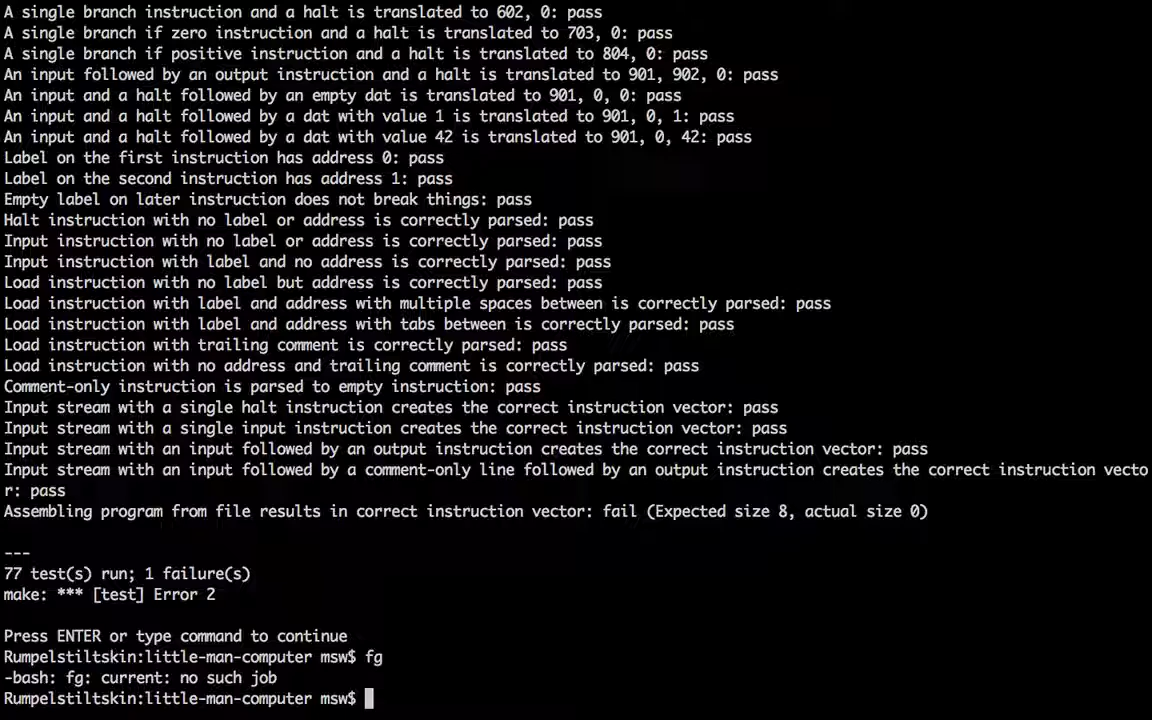 A single branch instruction and a halt is translated to 602, 0: pass
A single branch if zero instruction and a halt is translated to 703, 0: pass
A single branch if positive instruction and a halt is translated to 804, 0: pass
An input followed by an output instruction and a halt is translated to 901, 902, 0: pass
An input and a halt followed by an empty dat is translated to 901, 0, 0: pass
An input and a halt followed by a dat with value 1 is translated to 901, 0, 1: pass
An input and a halt followed by a dat with value 42 is translated to 901, 0, 42: pass
Label on the first instruction has address 0: pass
Label on the second instruction has address 1: pass
Empty label on later instruction does not break things: pass
Halt instruction with no label or address is correctly parsed: pass
Input instruction with no label or address is correctly parsed: pass
Input instruction with label and no address is correctly parsed: pass
Load instruction with no label but address is correctly parsed: pass
Load instruction with label and address with multiple spaces between is correctly parsed: pass
Load instruction with label and address with tabs between is correctly parsed: pass
Load instruction with trailing comment is correctly parsed: pass
Load instruction with no address and trailing comment is correctly parsed: pass
Comment-only instruction is parsed to empty instruction: pass
Input stream with a single halt instruction creates the correct instruction vector: pass
Input stream with a single input instruction creates the correct instruction vector: pass
Input stream with an input followed by an output instruction creates the correct instruction vector: pass
Input stream with an input followed by a comment-only line followed by an output instruction creates the correct instruction vecto
r: pass
Assembling program from file results in correct instruction vector: fail (Expected size 8, actual size 0)
---
77 test(s) run; 1 failure(s)
make: *** [test] Error 2
Press ENTER or type command to continue
Rumpelstiltskin:little-man-computer msw$ fg
-bash: fg: current: no such job
Rumpelstiltskin:little-man-computer msw$